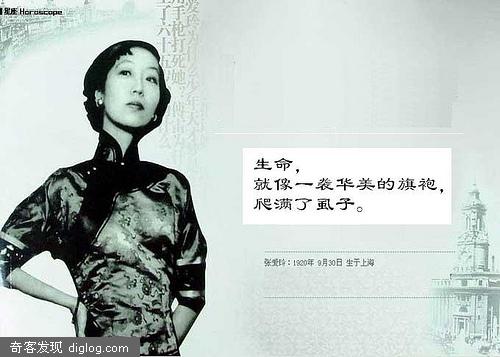 星座 Horoscope
生命，
就像一袭华美的旗袍，
爬满了虱子。
张爱玲：1920年 9月30日 生于上海
奇客发现 diglog.com